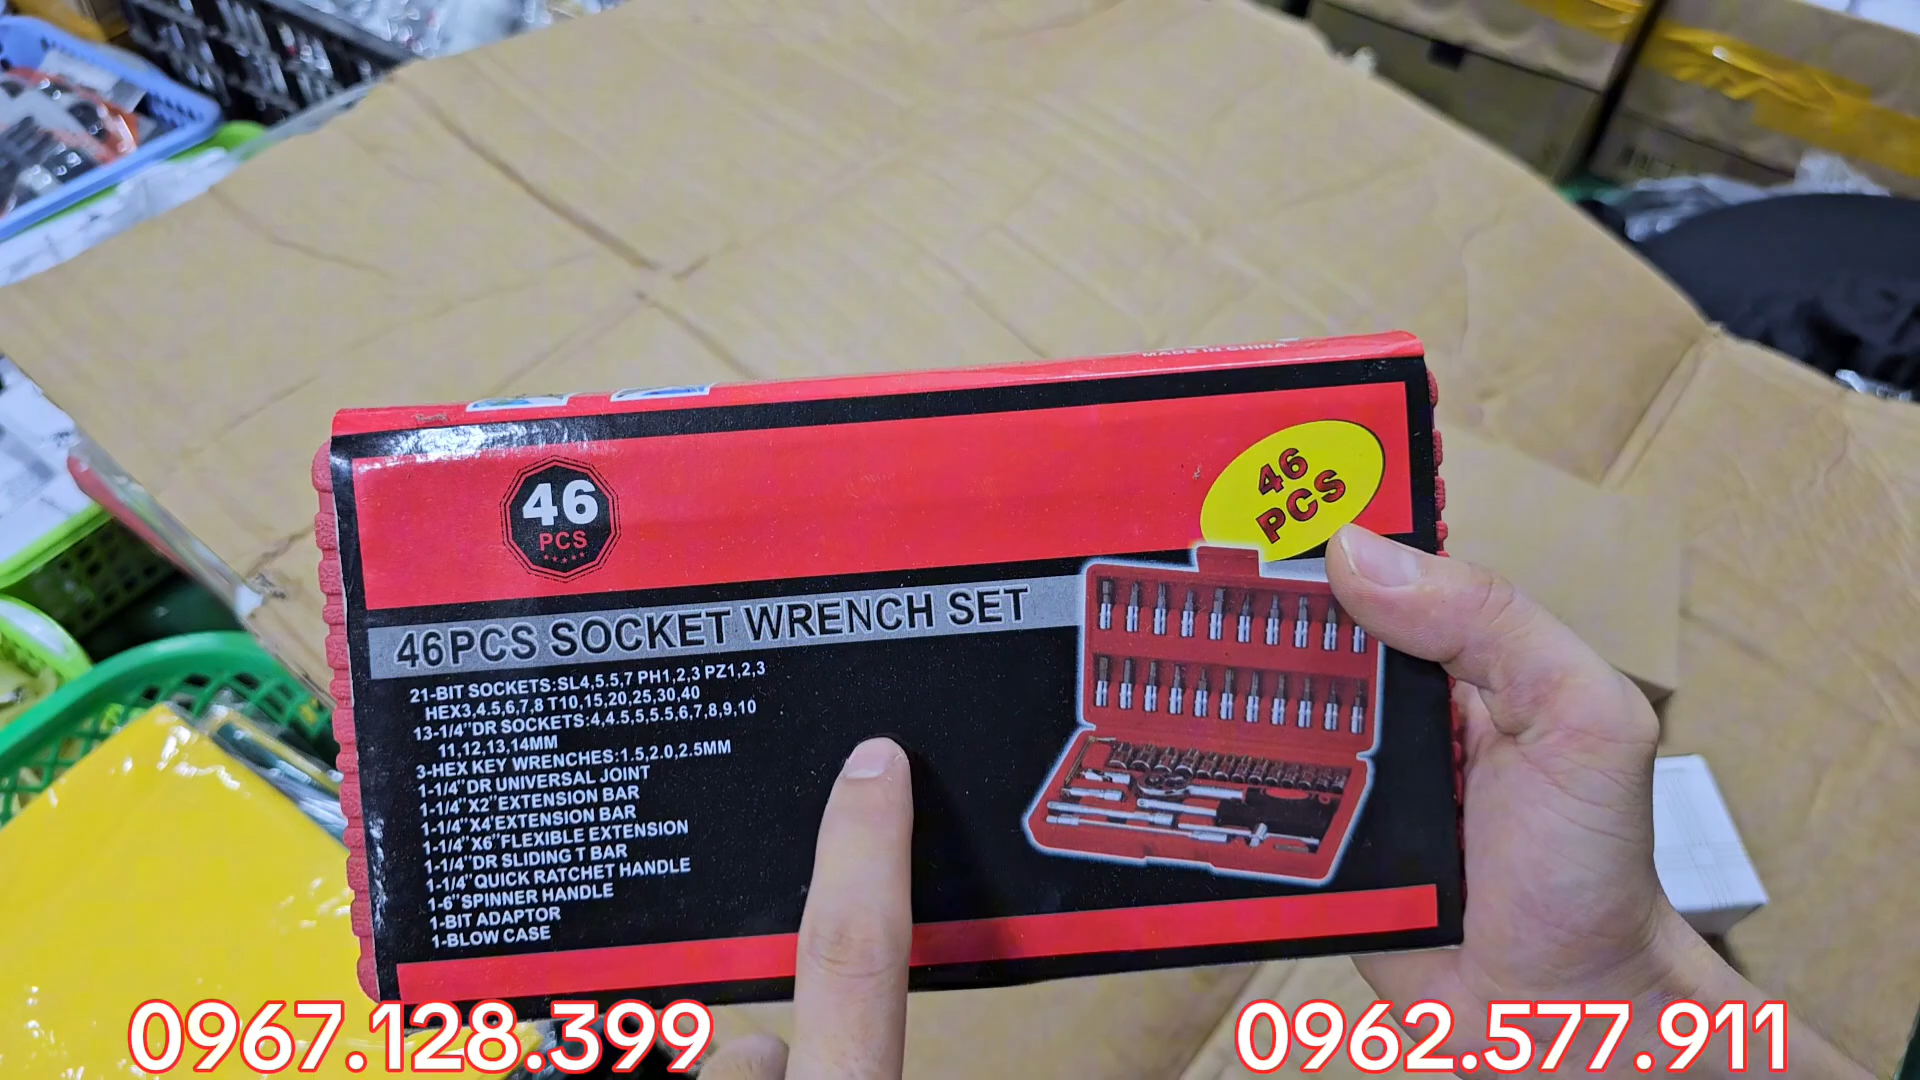 MADE IN CHINA
46
PCS
46
PCS
46PCS SOCKET WRENCH SET
21-BIT SOCKETS:SL4,5.5,7 PH1,2,3 PZ1,2,3
HEX3,4.5,6,7,8 T10,15,20,25,30,40
13-1/4"DR SOCKETS:4,4.5,5,5.5,6,7,8,9,10
11,12,13,14MM
3-HEX KEY WRENCHES:1.5,2.0,2.5MM
1-1/4"DR UNIVERSAL JOINT
1-1/4"X2"EXTENSION BAR
1-1/4"X4'EXTENSION BAR
1-1/4"X6"FLEXIBLE EXTENSION
1-1/4"DR SLIDING T BAR
1-1/4"QUICK RATCHET HANDLE
1-6"SPINNER HANDLE
1-BIT ADAPTOR
1-BLOW CASE
0967.128.399
0962.577.911